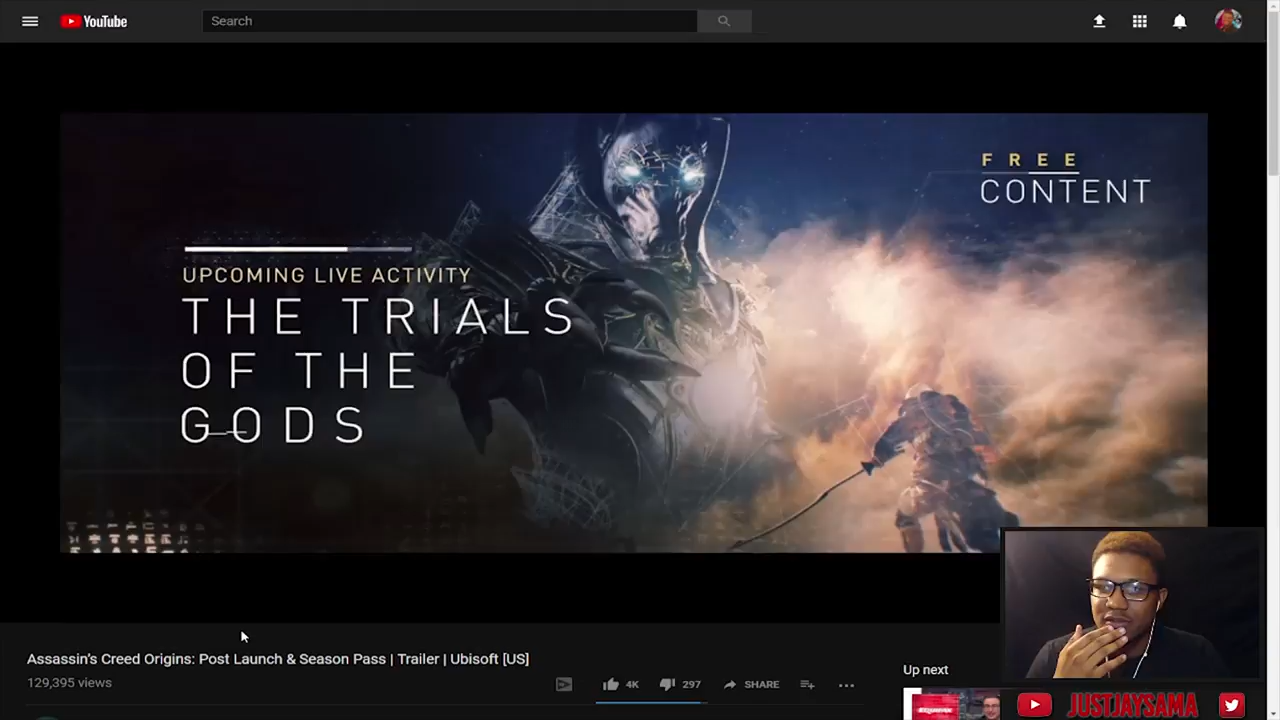 YouTube
Search
FREE
CONTENT
UPCOMING LIVE ACTIVITY
THE TRIALS
OF THE
GODS
Assassin's Creed Origins: Post Launch & Season Pass | Trailer | Ubisoft [US]
129,395 views
4K
297
SHARE
Up next
JUSTJAYSAMA